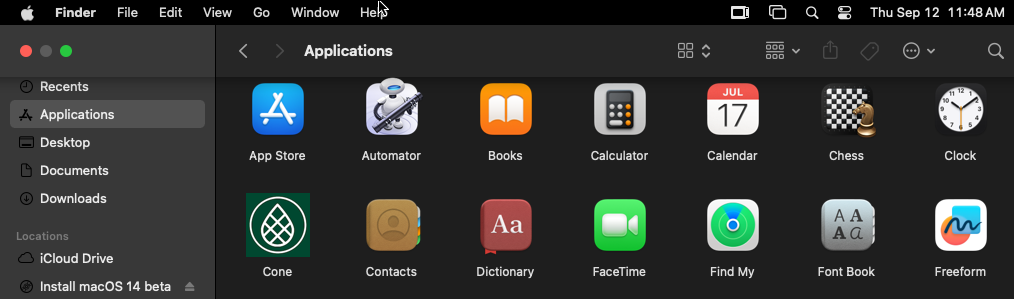 Finder File Edit View Go Window Help Thu Sep 12 11:48 AM
Applications
Recents
Applications
Desktop
Documents
Downloads
Locations
iCloud Drive
Install macOS 14 beta
JUL
17
App Store Automator Books Calculator Calendar Chess Clock
Aa
A A
A a
Cone Contacts Dictionary FaceTime Find My Font Book Freeform